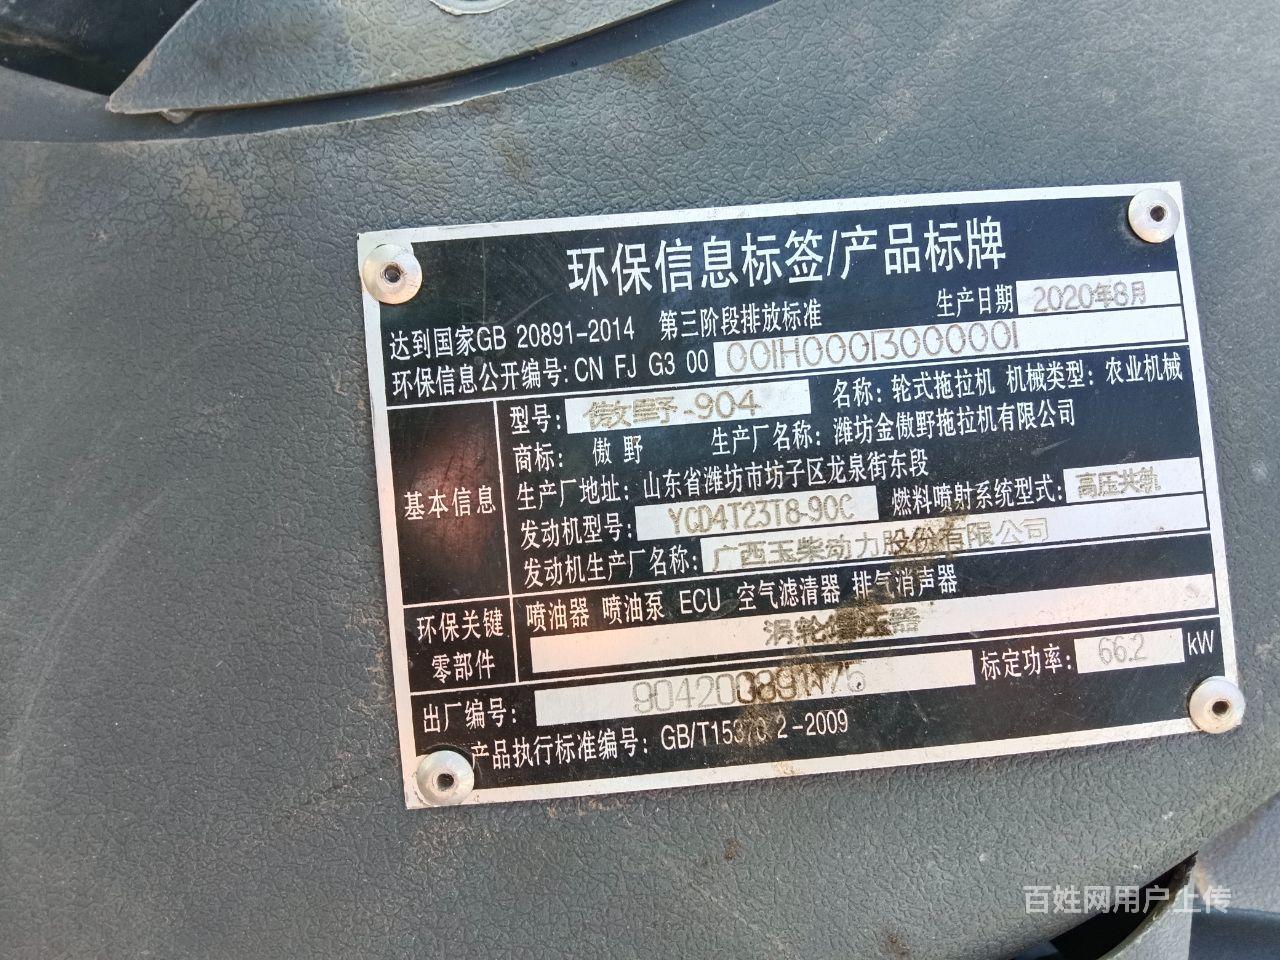 环保信息标签/产品标牌
生产日期 2020年8月
达到国家GB 20891-2014 第三阶段排放标准
环保信息公开编号: CN FJ G3 00 001H00013000001
基本信息
型号: 傲野-904 名称: 轮式拖拉机 机械类型: 农业机械
商标: 傲野 生产厂名称: 潍坊金傲野拖拉机有限公司
生产厂地址: 山东省潍坊市坊子区龙泉街东段
发动机型号: YCD4T23T8-90C 燃料喷射系统型式: 高压共轨
发动机生产厂名称: 广西玉柴动力股份有限公司
环保关键零部件
喷油器 喷油泵 ECU 空气滤清器 排气消声器
涡轮增压器
出厂编号: 标定功率: 66.2 kW
产品执行标准编号: GB/T15370.2-2009
百姓网用户上传